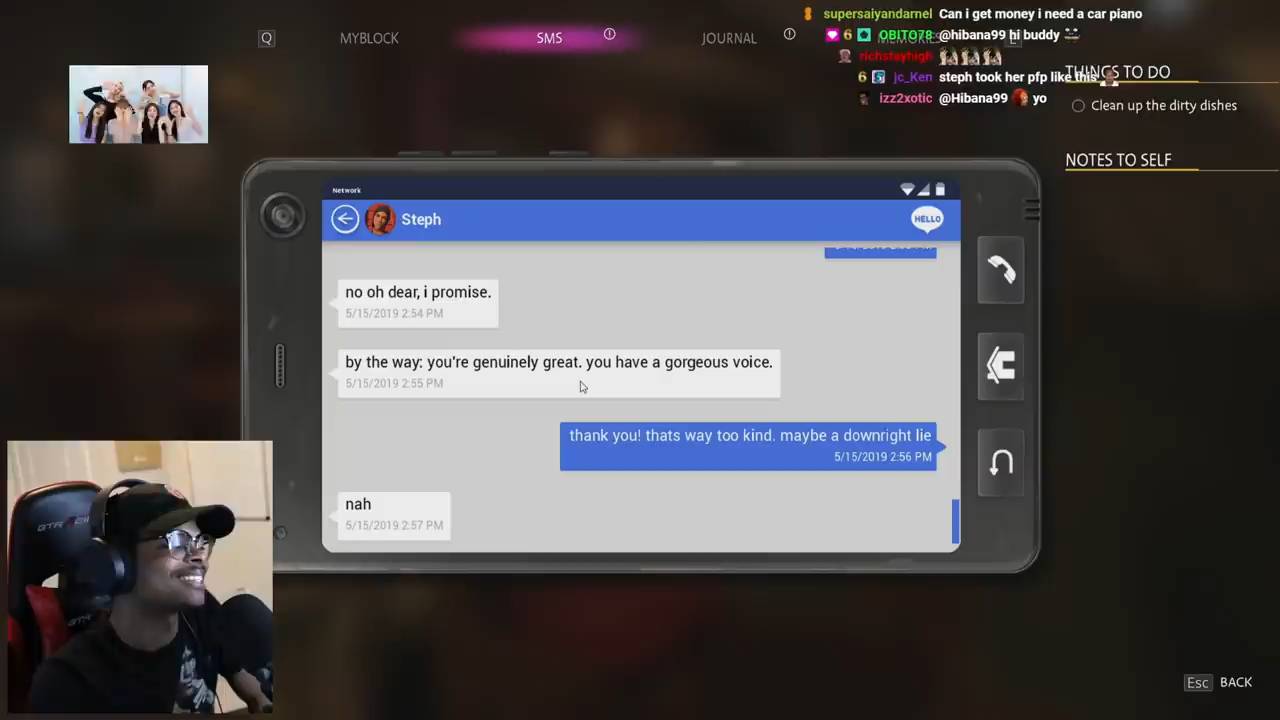 supersaiyandarnel Can i get money i need a car piano
6 OBITO78 @hibana99 hi buddy
richstayhigh
6 jc_Ken steph took her pfp like this
izz2xotic @Hibana99 yo
Q MYBLOCK SMS JOURNAL
THINGS TO DO
Clean up the dirty dishes
NOTES TO SELF
Network
Steph
HELLO
no oh dear, i promise.
5/15/2019 2:54 PM
by the way: you're genuinely great. you have a gorgeous voice.
5/15/2019 2:55 PM
thank you! thats way too kind. maybe a downright lie
5/15/2019 2:56 PM
nah
5/15/2019 2:57 PM
Esc BACK